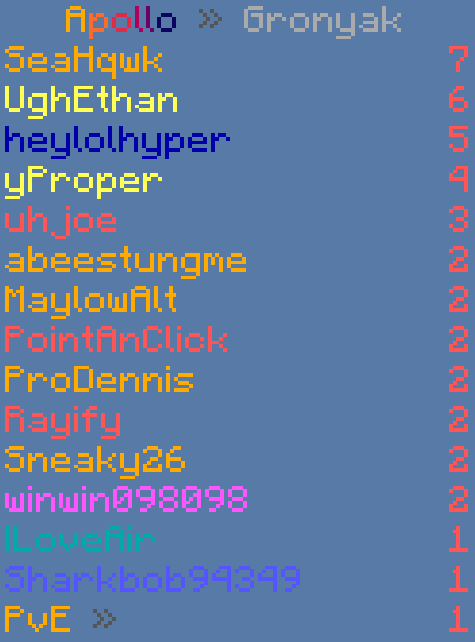 Apollo » Gronyak
SeaHqwk 7
UghEthan 6
heylolhyper 5
yProper 4
uhjoe 3
abeestungme 2
MaylowAlt 2
PointAnClick 2
ProDennis 2
Rayify 2
Sneaky26 2
winwin098098 2
ILoveAir 1
Sharkbob94349 1
PvE » 1